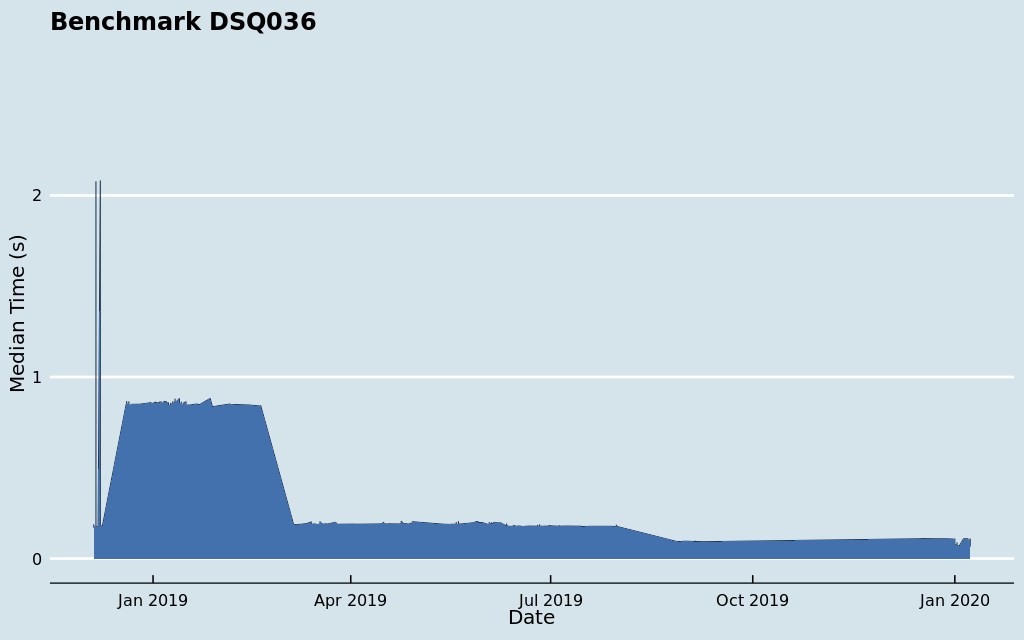 Benchmark DSQ036
Median Time (s)
2
1
0
Jan 2019
Apr 2019
Jul 2019
Oct 2019
Jan 2020
Date